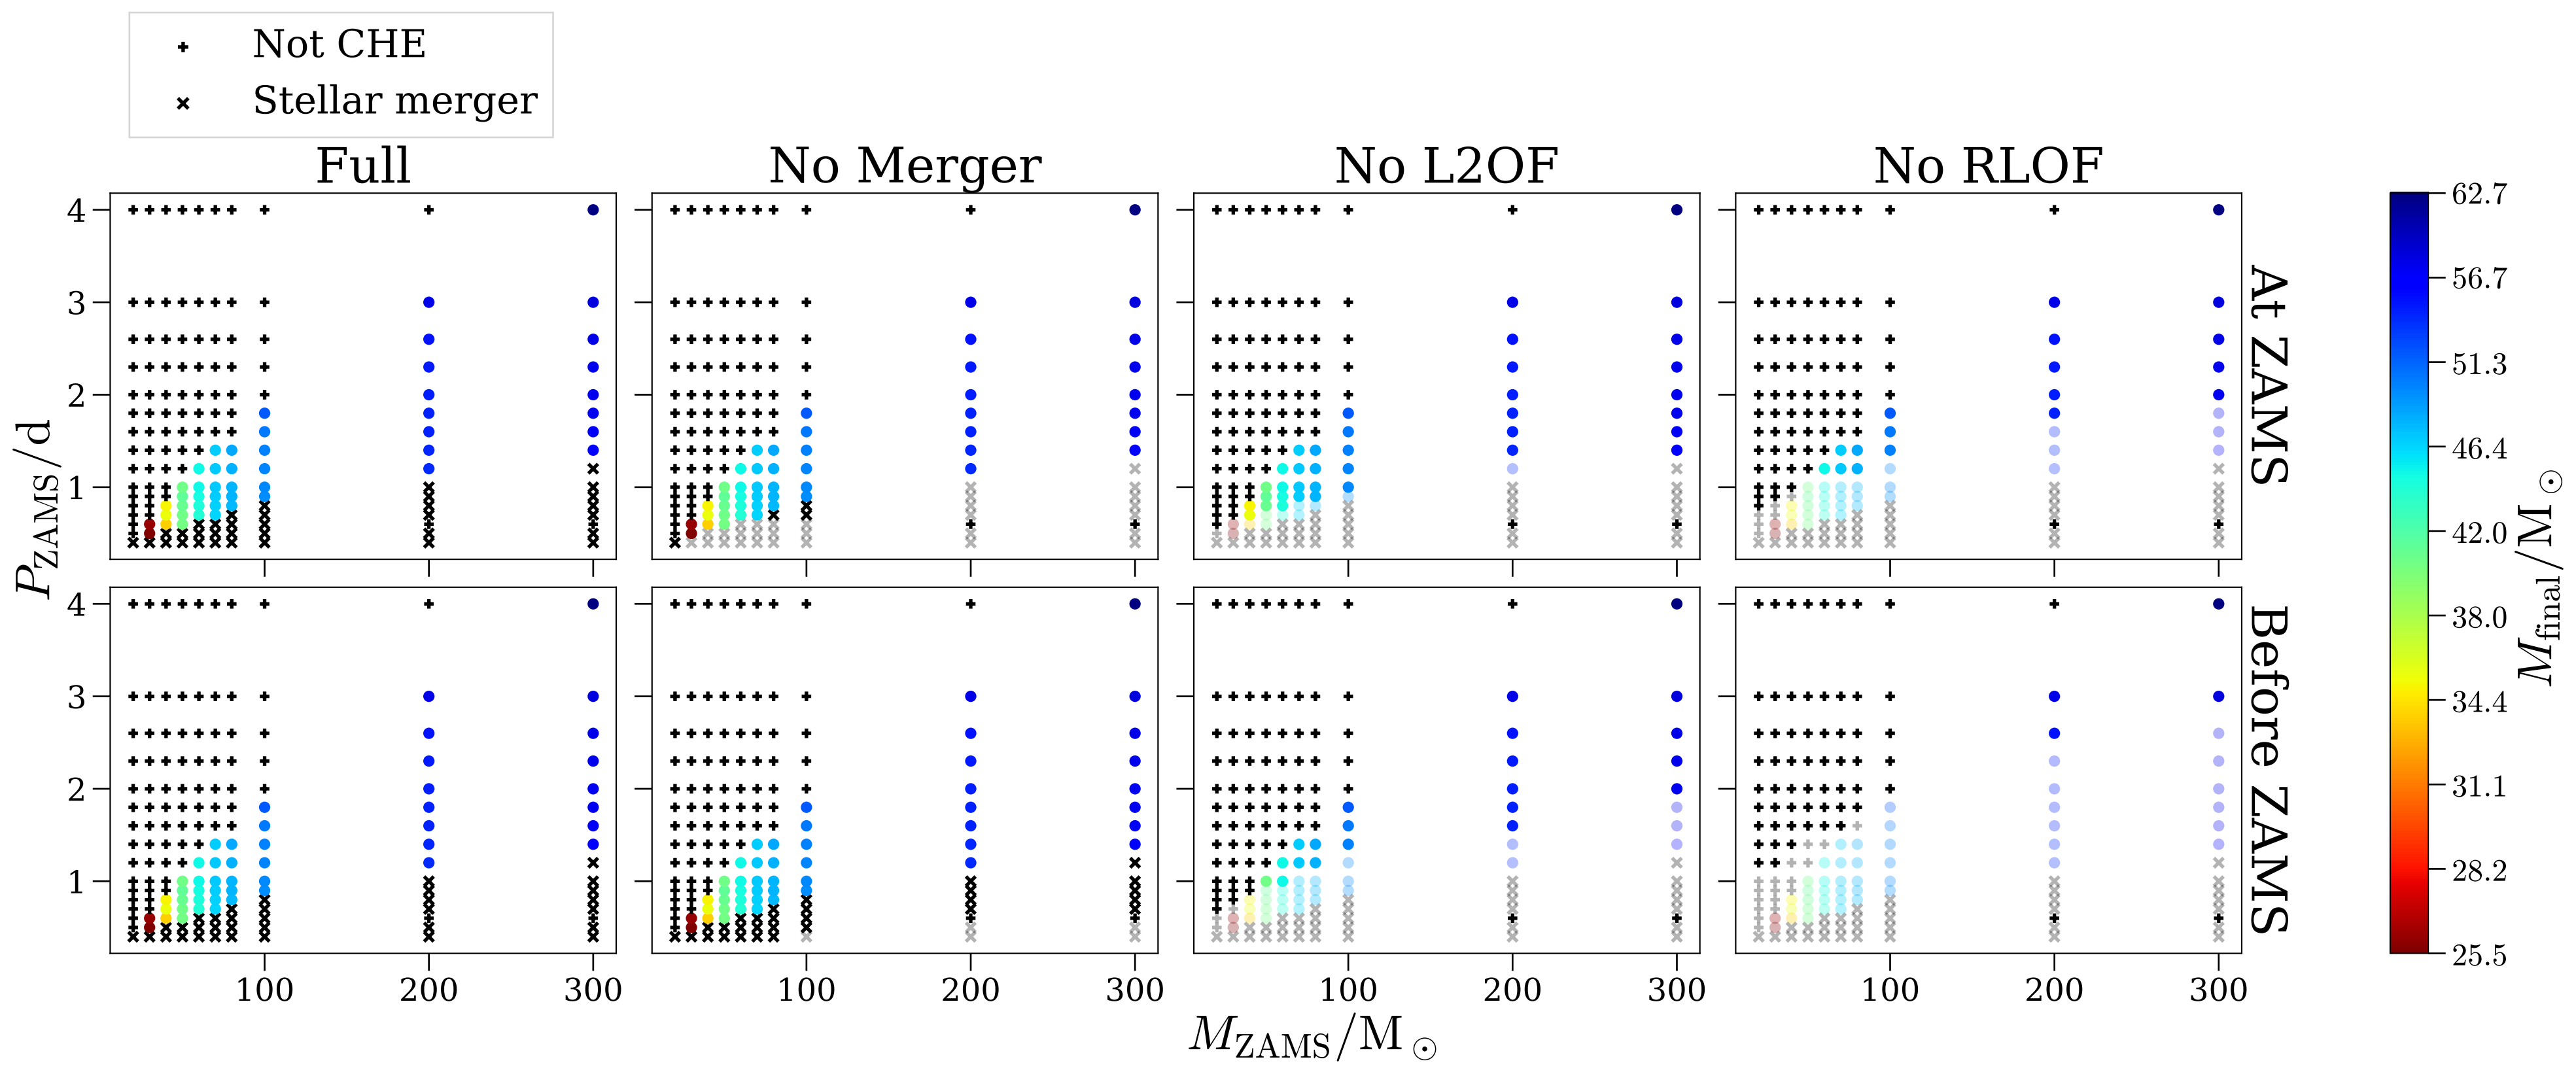 Not CHE
Stellar merger
Full
No Merger
No L2OF
No RLOF
4
3
2
1
At ZAMS
4
3
2
1
Before ZAMS
P_ZAMS/d
100 200 300
100 200 300
100 200 300
100 200 300
M_ZAMS/M_⊙
62.7
56.7
51.3
46.4
42.0
38.0
34.4
31.1
28.2
25.5
M_final/M_⊙